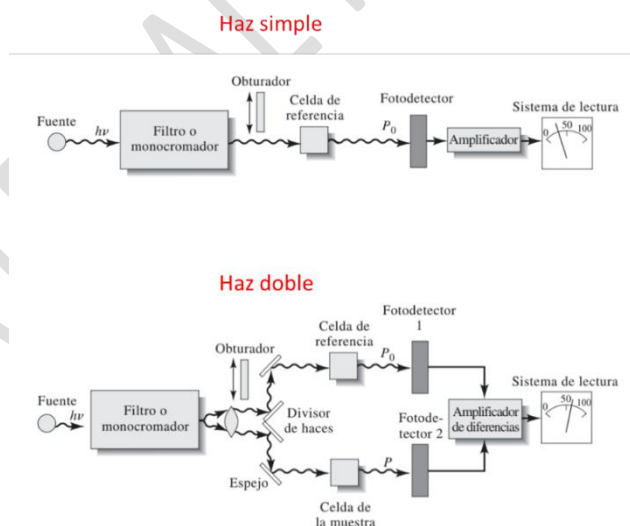 Haz simple
Obturador
Celda de
referencia
Fotodetector
Sistema de lectura
Fuente
hν
Filtro o
monocromador
P₀
Amplificador
0 50 100
Haz doble
Fotodetector
1
Celda de
referencia
P₀
Obturador
Sistema de lectura
Fuente
hν
Filtro o
monocromador
Divisor
de haces
Fotode-
tector 2
Amplificador
de diferencias
0 50 100
Espejo
P
Celda de
la muestra